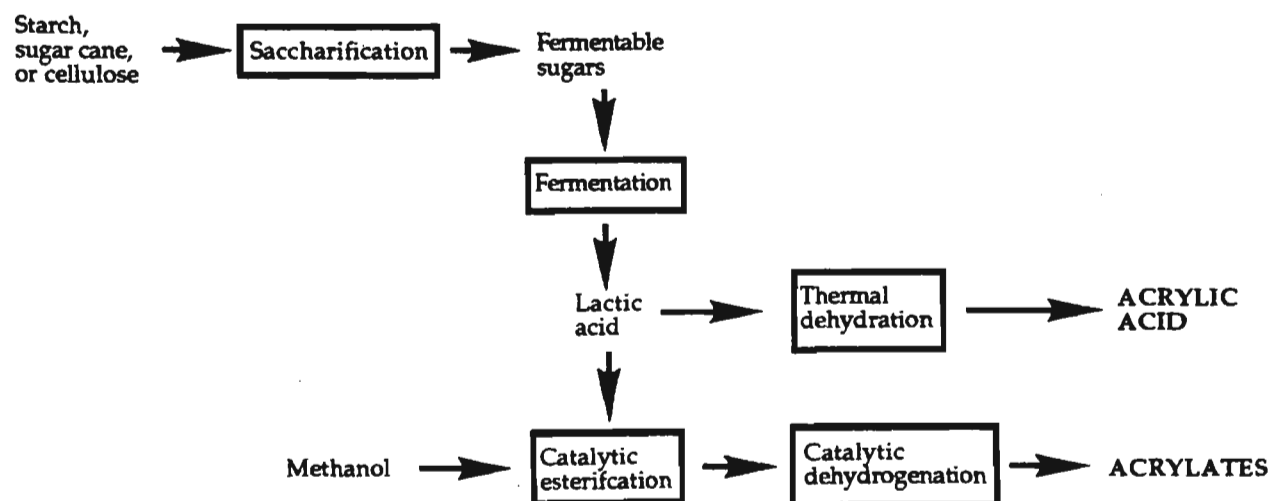 Starch,
sugar cane,
or cellulose
Saccharification
Fermentable
sugars
Fermentation
Lactic
acid
Thermal
dehydration
ACRYLIC
ACID
Methanol
Catalytic
esterifcation
Catalytic
dehydrogenation
ACRYLATES